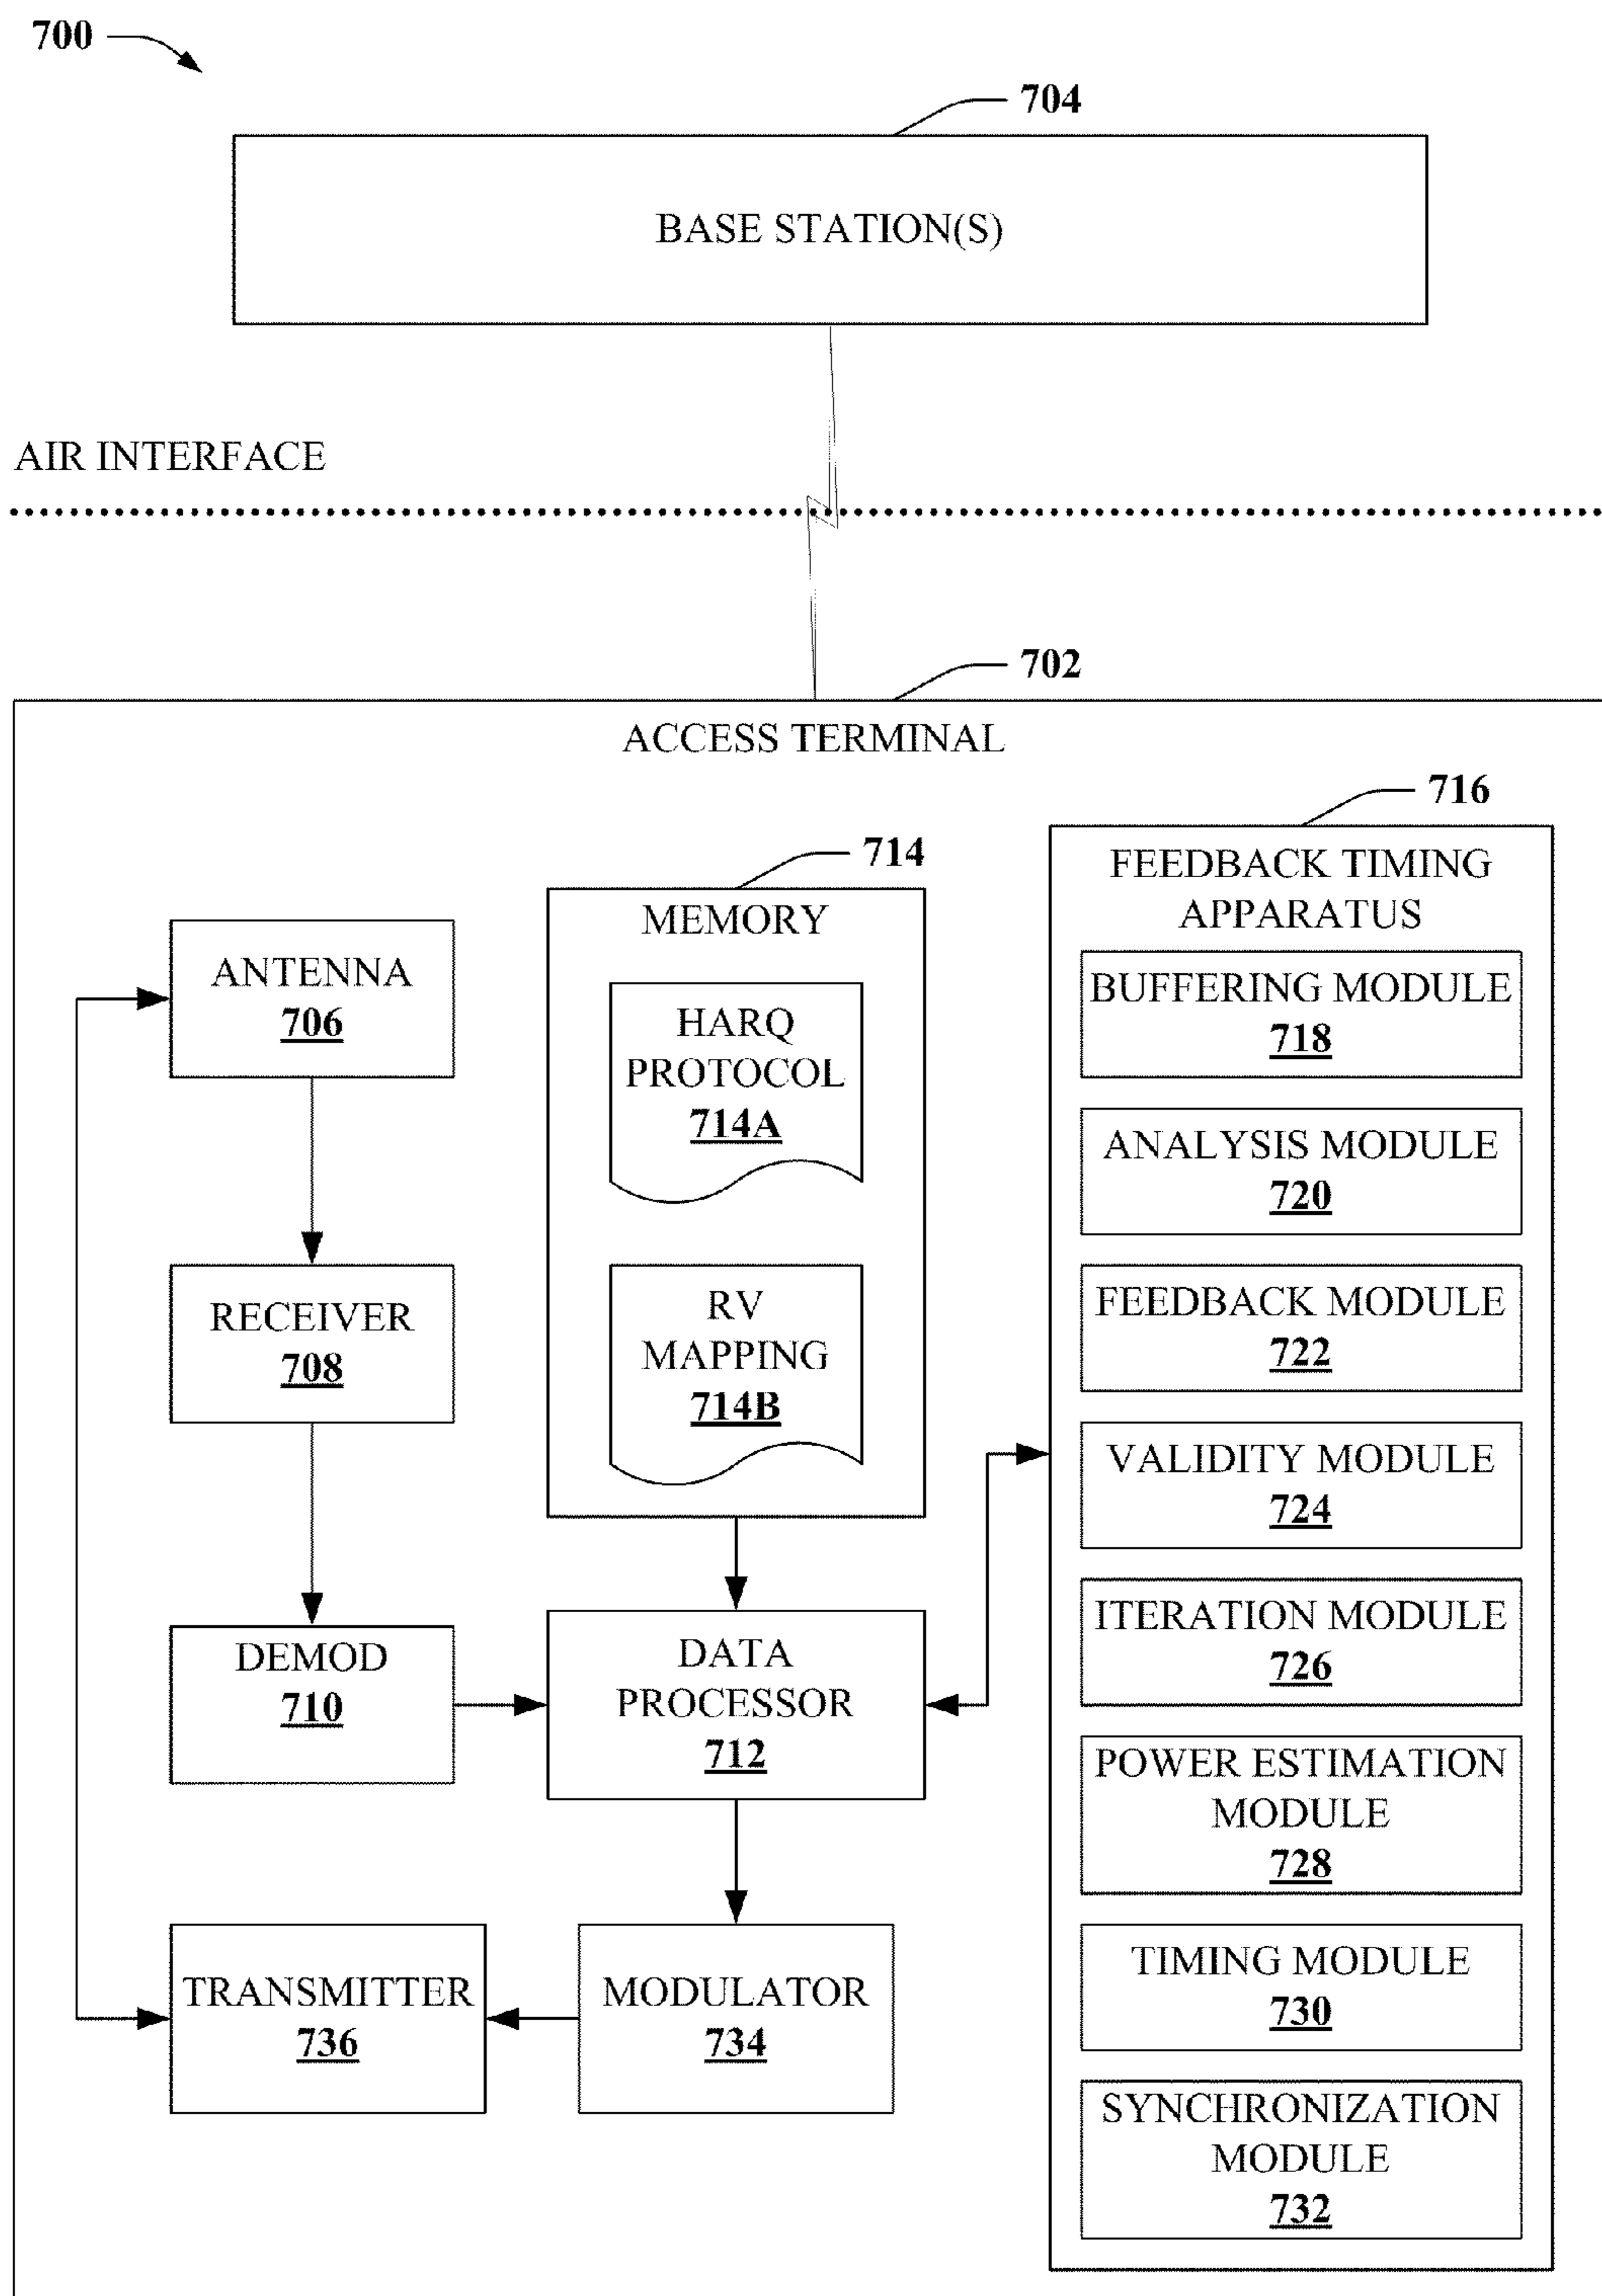 700
704
BASE STATION(S)
AIR INTERFACE
702
ACCESS TERMINAL
716
714
FEEDBACK TIMING
APPARATUS
MEMORY
ANTENNA
706
HARQ
PROTOCOL
714A
RECEIVER
708
RV
MAPPING
714B
DEMOD
710
DATA
PROCESSOR
712
TRANSMITTER
736
MODULATOR
734
BUFFERING MODULE
718
ANALYSIS MODULE
720
FEEDBACK MODULE
722
VALIDITY MODULE
724
ITERATION MODULE
726
POWER ESTIMATION
MODULE
728
TIMING MODULE
730
SYNCHRONIZATION
MODULE
732